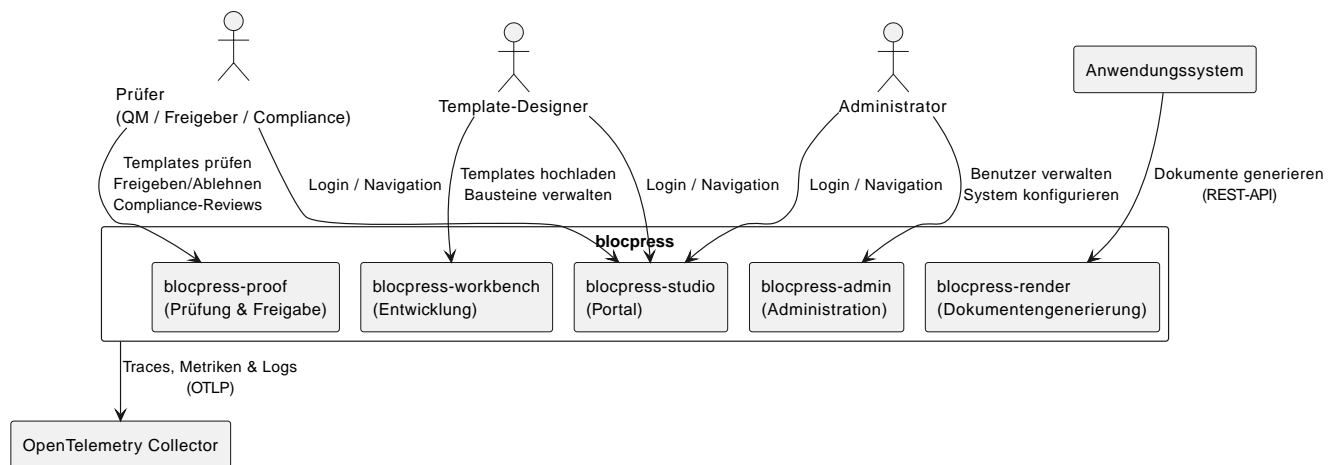 Prüfer
(QM / Freigeber / Compliance)
Template-Designer
Administrator
Anwendungssystem
Templates prüfen
Freigeben/Ablehnen
Compliance-Reviews
Login / Navigation
Templates hochladen
Bausteine verwalten
Login / Navigation
Login / Navigation
Benutzer verwalten
System konfigurieren
Dokumente generieren
(REST-API)
blocpress
blocpress-proof
(Prüfung & Freigabe)
blocpress-workbench
(Entwicklung)
blocpress-studio
(Portal)
blocpress-admin
(Administration)
blocpress-render
(Dokumentengenerierung)
Traces, Metriken & Logs
(OTLP)
OpenTelemetry Collector